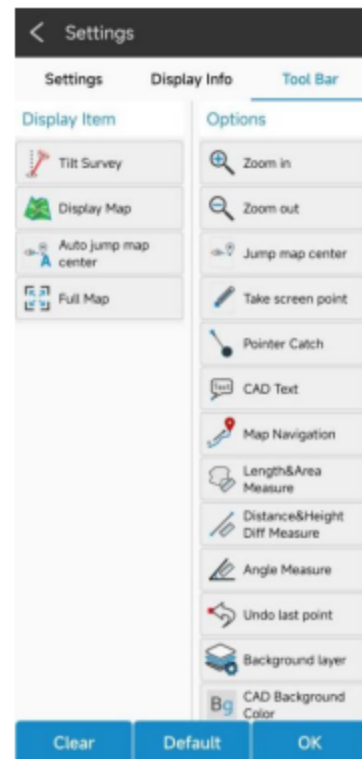 Settings
Settings Display Info Tool Bar
Display Item
Options
Tilt Survey
Display Map
Auto jump map
center
A
Full Map
Zoom in
Zoom out
Jump map center
Take screen point
Pointer Catch
Text
CAD Text
Map Navigation
Length&Area
Measure
Distance&Height
Diff Measure
Angle Measure
Undo last point
Background layer
Bg
CAD Background
Color
Clear Default OK